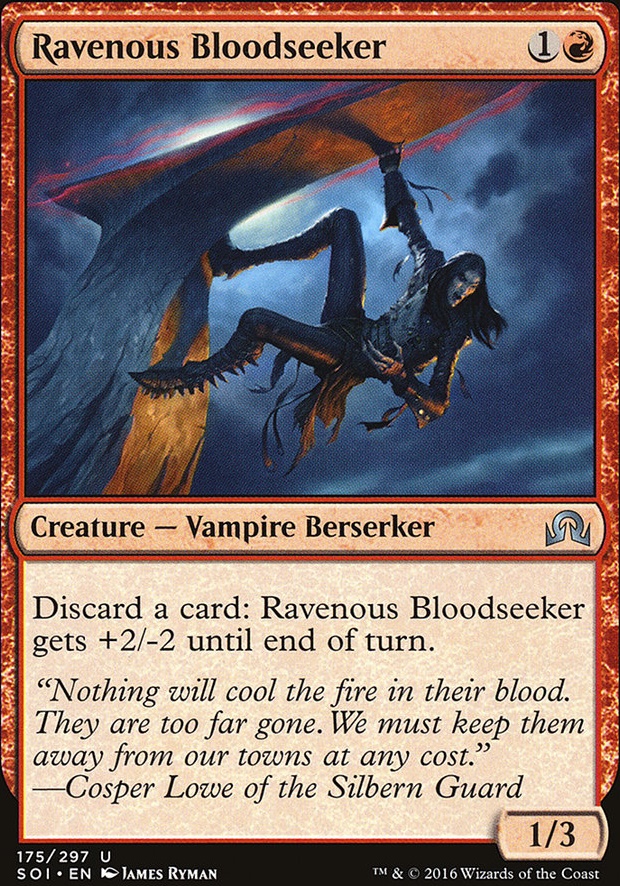 Ravenous Bloodseeker 1
Creature — Vampire Berserker
Discard a card: Ravenous Bloodseeker
gets +2/-2 until end of turn.
“Nothing will cool the fire in their blood.
They are too far gone. We must keep them
away from our towns at any cost.”
—Cosper Lowe of the Silbern Guard
1/3
175/297 U
SOI • EN James Ryman
™ & © 2016 Wizards of the Coast